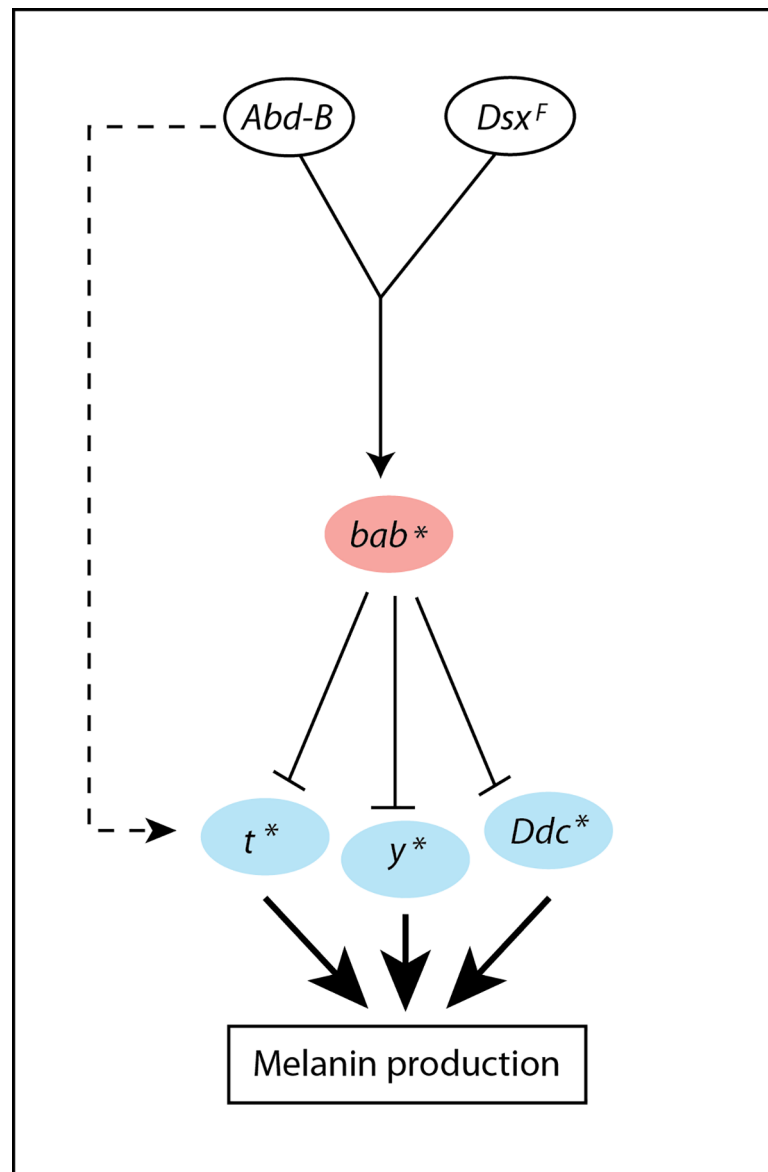 Abd-B
Dsx^F
bab*
t*
y*
Ddc*
Melanin production